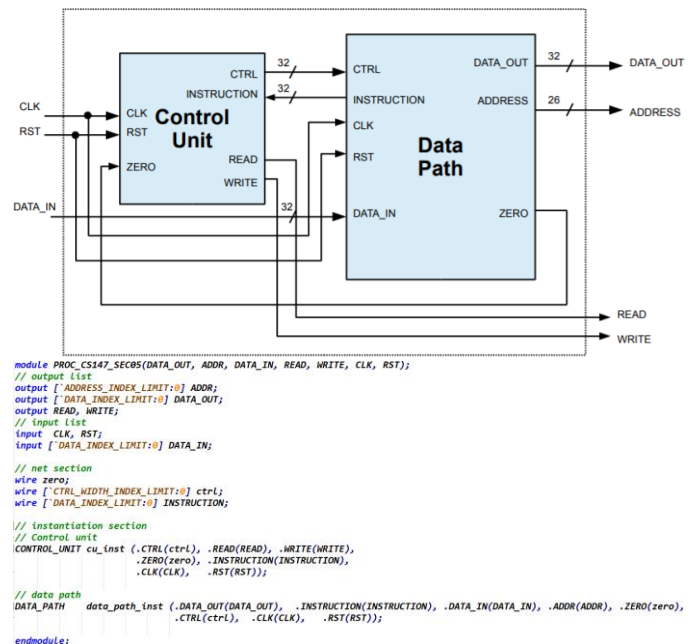 CTRL
INSTRUCTION
CLK
RST
CLK
RST
ZERO
Control
Unit
READ
WRITE
DATA_IN
32
32
32
CTRL
INSTRUCTION
CLK
RST
DATA_IN
Data
Path
DATA_OUT
ADDRESS
ZERO
32
26
DATA_OUT
ADDRESS
READ
WRITE
module PROC_CS147_SEC05(DATA_OUT, ADDR, DATA_IN, READ, WRITE, CLK, RST);
// output list
output [`ADDRESS_INDEX_LIMIT:0] ADDR;
output [`DATA_INDEX_LIMIT:0] DATA_OUT;
output READ, WRITE;
// input list
input  CLK, RST;
input [`DATA_INDEX_LIMIT:0] DATA_IN;
// net section
wire zero;
wire [`CTRL_WIDTH_INDEX_LIMIT:0] ctrl;
wire [`DATA_INDEX_LIMIT:0] INSTRUCTION;
// instantiation section
// Control unit
CONTROL_UNIT cu_inst (.CTRL(ctrl), .READ(READ), .WRITE(WRITE),
.ZERO(zero), .INSTRUCTION(INSTRUCTION),
.CLK(CLK),   .RST(RST));
// data path
DATA_PATH    data_path_inst (.DATA_OUT(DATA_OUT),  .INSTRUCTION(INSTRUCTION), .DATA_IN(DATA_IN), .ADDR(ADDR), .ZERO(zero),
.CTRL(ctrl),  .CLK(CLK),   .RST(RST));
endmodule;